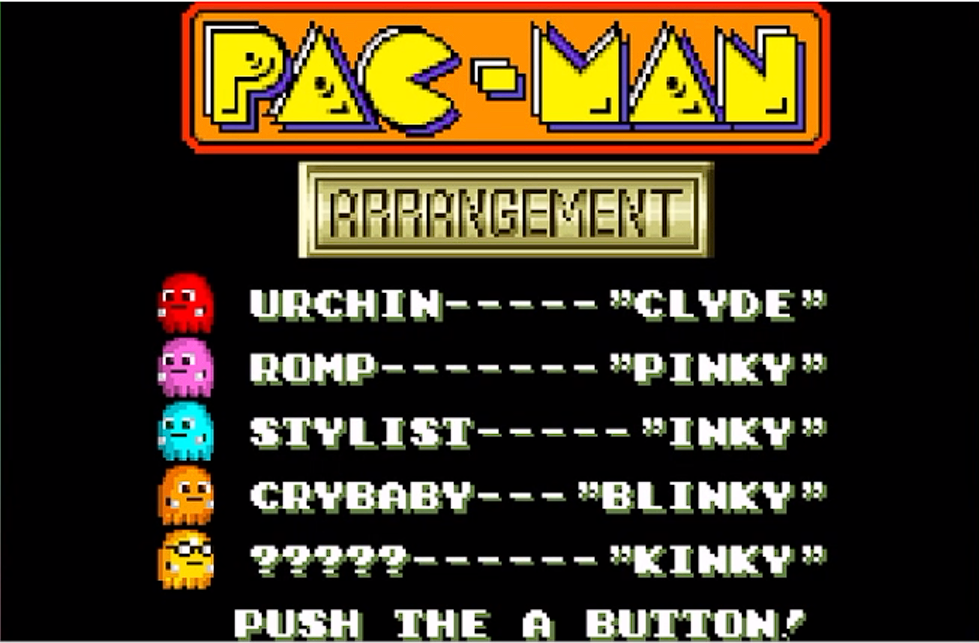 PAC-MAN
ARRANGEMENT
URCHIN-----"CLYDE"
ROMP-------"PINKY"
STYLIST-----"INKY"
CRYBABY---"BLINKY"
?????------"KINKY"
PUSH THE A BUTTON!